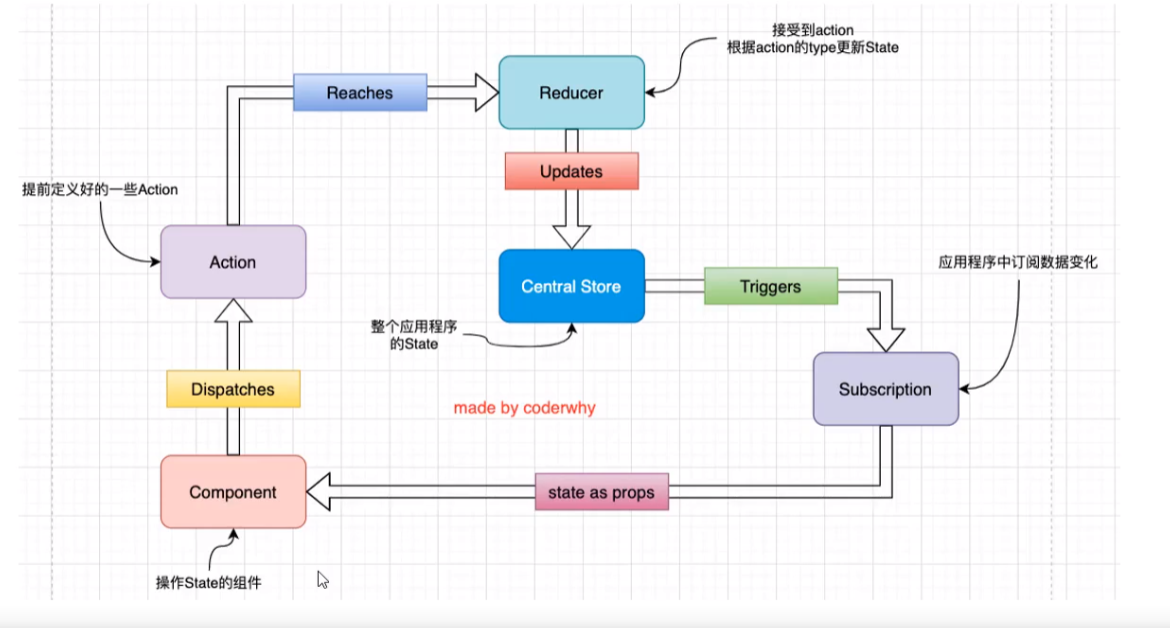 接受到action
根据action的type更新State
Reaches
Reducer
Updates
提前定义好的一些Action
Action
Central Store
Triggers
应用程序中订阅数据变化
整个应用程序
的State
Dispatches
Subscription
made by coderwhy
Component
state as props
操作State的组件